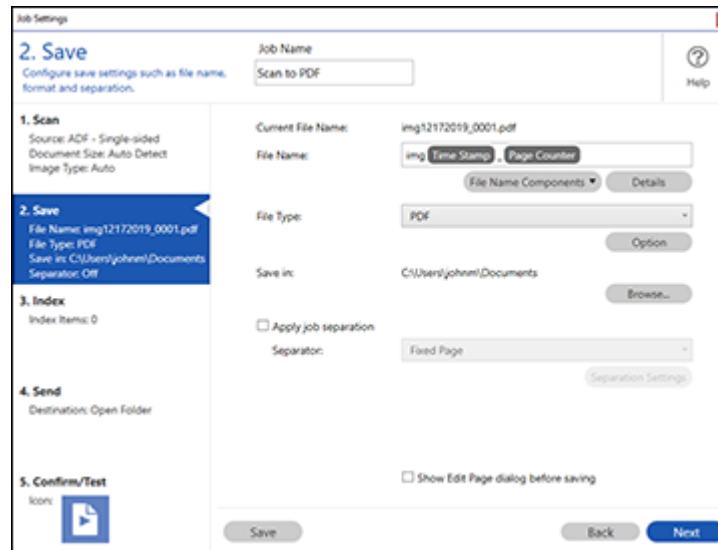 Job Settings
2. Save
Configure save settings such as file name,
format and separation.
Job Name
Scan to PDF
Help
1. Scan
Source: ADF - Single-sided
Document Size: Auto Detect
Image Type: Auto
2. Save
File Name: img12172019_0001.pdf
File Type: PDF
Save in: C:\Users\johnm\Documents
Separator: Off
3. Index
Index Items: 0
4. Send
Destination: Open Folder
5. Confirm/Test
Icon:
Current File Name: img12172019_0001.pdf
File Name: img Time Stamp _ Page Counter
File Name Components Details
File Type: PDF
Option
Save in: C:\Users\johnm\Documents
Browse...
Apply job separation
Separator: Fixed Page
Separation Settings
Show Edit Page dialog before saving
Save Back Next